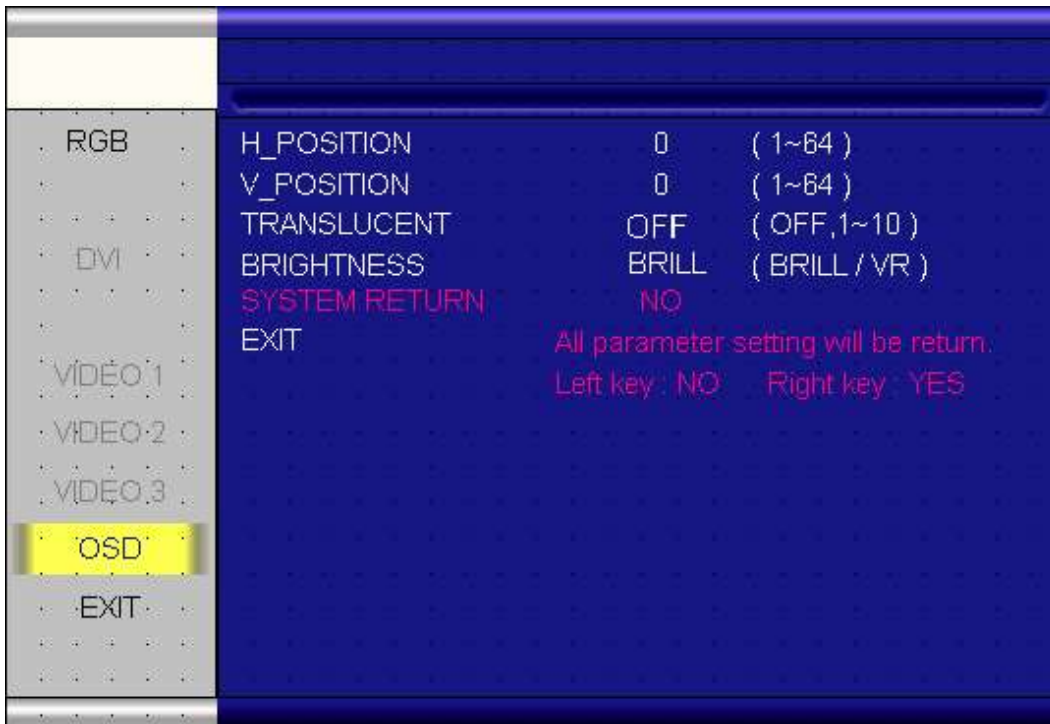 RGB
DVI
VIDEO 1
VIDEO 2
VIDEO 3
OSD
EXIT
H_POSITION 0 ( 1~64 )
V_POSITION 0 ( 1~64 )
TRANSLUCENT OFF ( OFF,1~10 )
BRIGHTNESS BRILL ( BRILL / VR )
SYSTEM RETURN NO
EXIT All parameter setting will be return.
Left key : NO Right key : YES